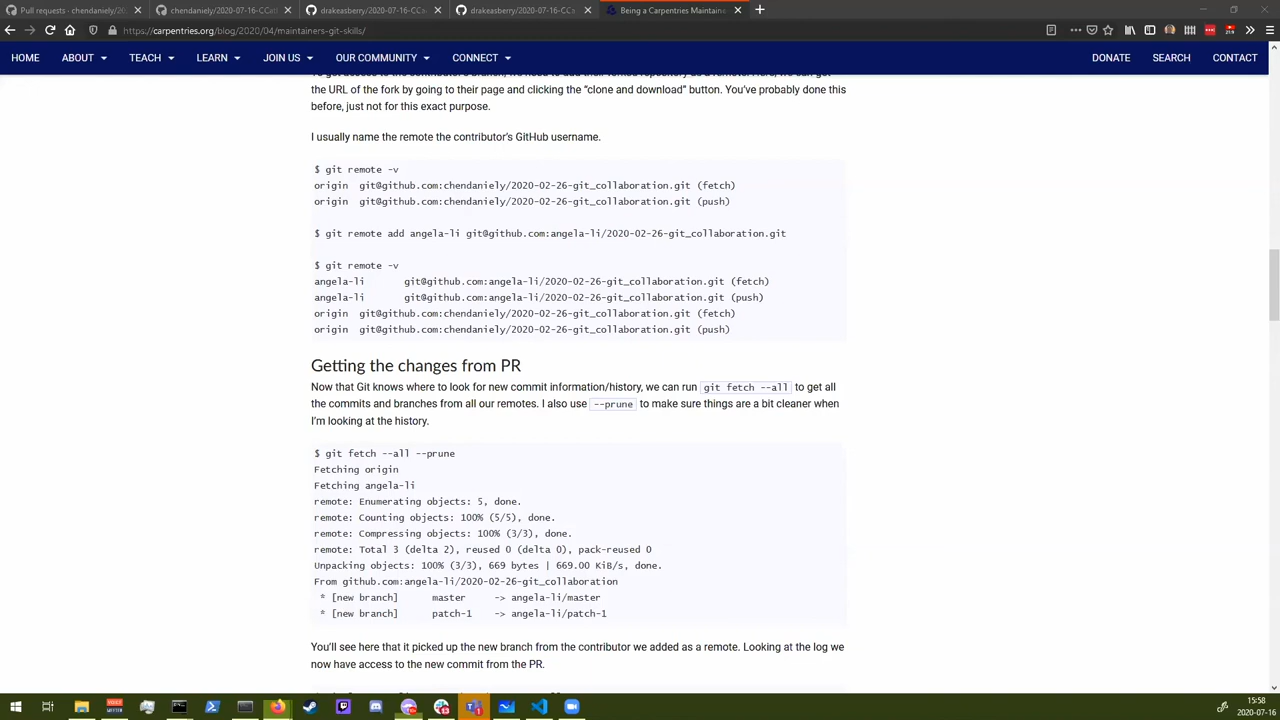 Pull requests · chendaniely/20
chendaniely/2020-07-16-CCat
drakeasberry/2020-07-16-CCa
drakeasberry/2020-07-16-CCs
Being a Carpentries Maintaine
https://carpentries.org/blog/2020/04/maintainers-git-skills/
HOME ABOUT TEACH LEARN JOIN US OUR COMMUNITY CONNECT DONATE SEARCH CONTACT
the URL of the fork by going to their page and clicking the “clone and download” button. You’ve probably done this
before, just not for this exact purpose.
I usually name the remote the contributor’s GitHub username.
$ git remote -v
origin git@github.com:chendaniely/2020-02-26-git_collaboration.git (fetch)
origin git@github.com:chendaniely/2020-02-26-git_collaboration.git (push)
$ git remote add angela-li git@github.com:angela-li/2020-02-26-git_collaboration.git
$ git remote -v
angela-li git@github.com:angela-li/2020-02-26-git_collaboration.git (fetch)
angela-li git@github.com:angela-li/2020-02-26-git_collaboration.git (push)
origin git@github.com:chendaniely/2020-02-26-git_collaboration.git (fetch)
origin git@github.com:chendaniely/2020-02-26-git_collaboration.git (push)
Getting the changes from PR
Now that Git knows where to look for new commit information/history, we can run git fetch --all to get all
the commits and branches from all our remotes. I also use --prune to make sure things are a bit cleaner when
I’m looking at the history.
$ git fetch --all --prune
Fetching origin
Fetching angela-li
remote: Enumerating objects: 5, done.
remote: Counting objects: 100% (5/5), done.
remote: Compressing objects: 100% (3/3), done.
remote: Total 3 (delta 2), reused 0 (delta 0), pack-reused 0
Unpacking objects: 100% (3/3), 669 bytes | 669.00 KiB/s, done.
From github.com:angela-li/2020-02-26-git_collaboration
* [new branch] master -> angela-li/master
* [new branch] patch-1 -> angela-li/patch-1
You’ll see here that it picked up the new branch from the contributor we added as a remote. Looking at the log we
now have access to the new commit from the PR.
15:58
2020-07-16